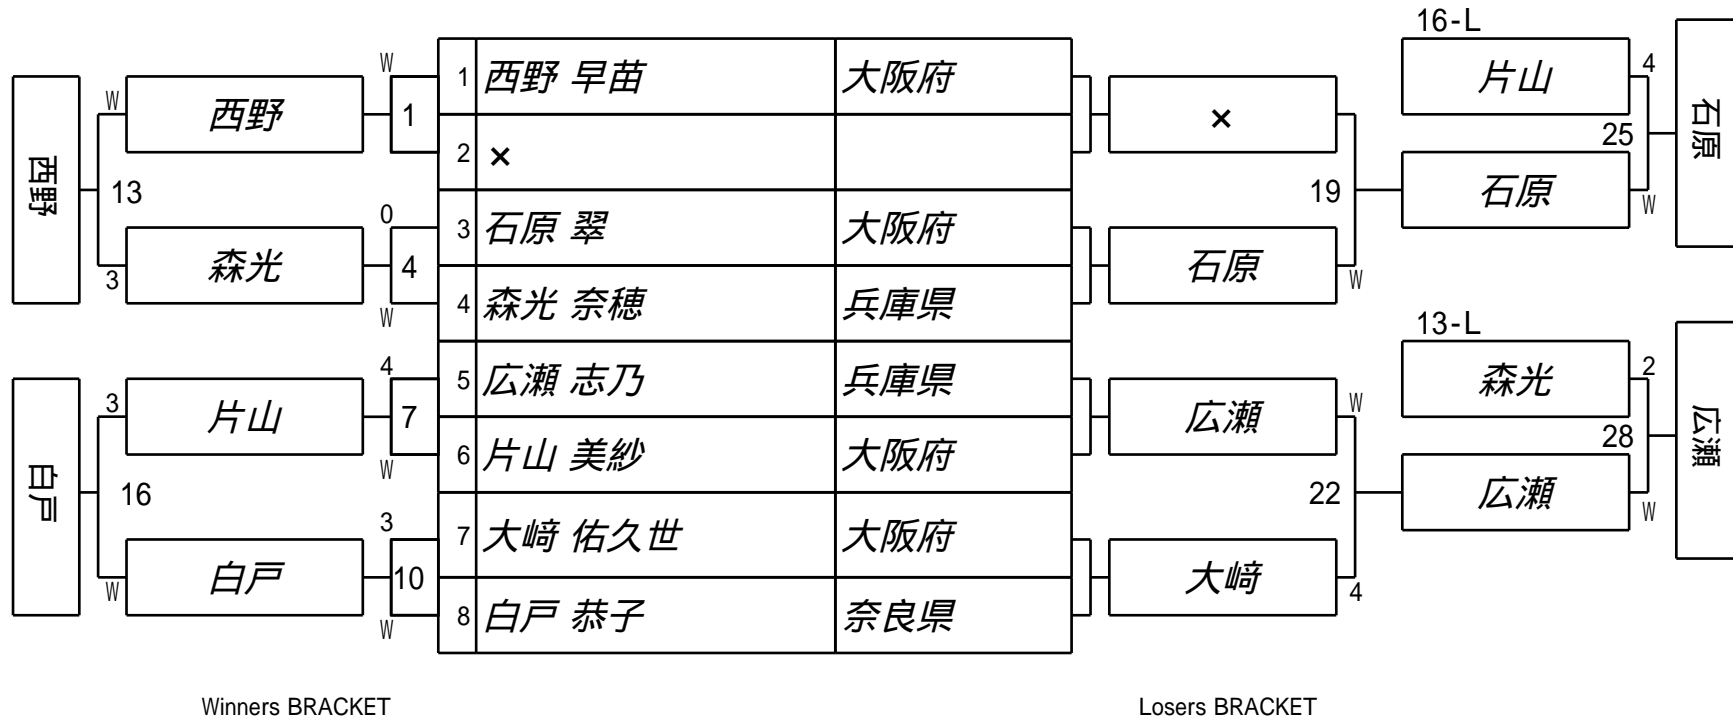 16-L
W
1 西野 早苗 大阪府
片山 4
W 西野 1
×
石原
2 ×
25
西野
13
19
石原 W
0
3 石原 翠 大阪府
3 森光 4
石原 W
W
4 森光 奈穂 兵庫県
13-L
4
5 広瀬 志乃 兵庫県
森光 2
3 片山 7
広瀬 W
広瀬
W
6 片山 美紗 大阪府
28
白戸
16
22
広瀬 W
3
7 大﨑 佑久世 大阪府
W 白戸 10
大﨑 4
W
8 白戸 恭子 奈良県
Winners BRACKET
Losers BRACKET